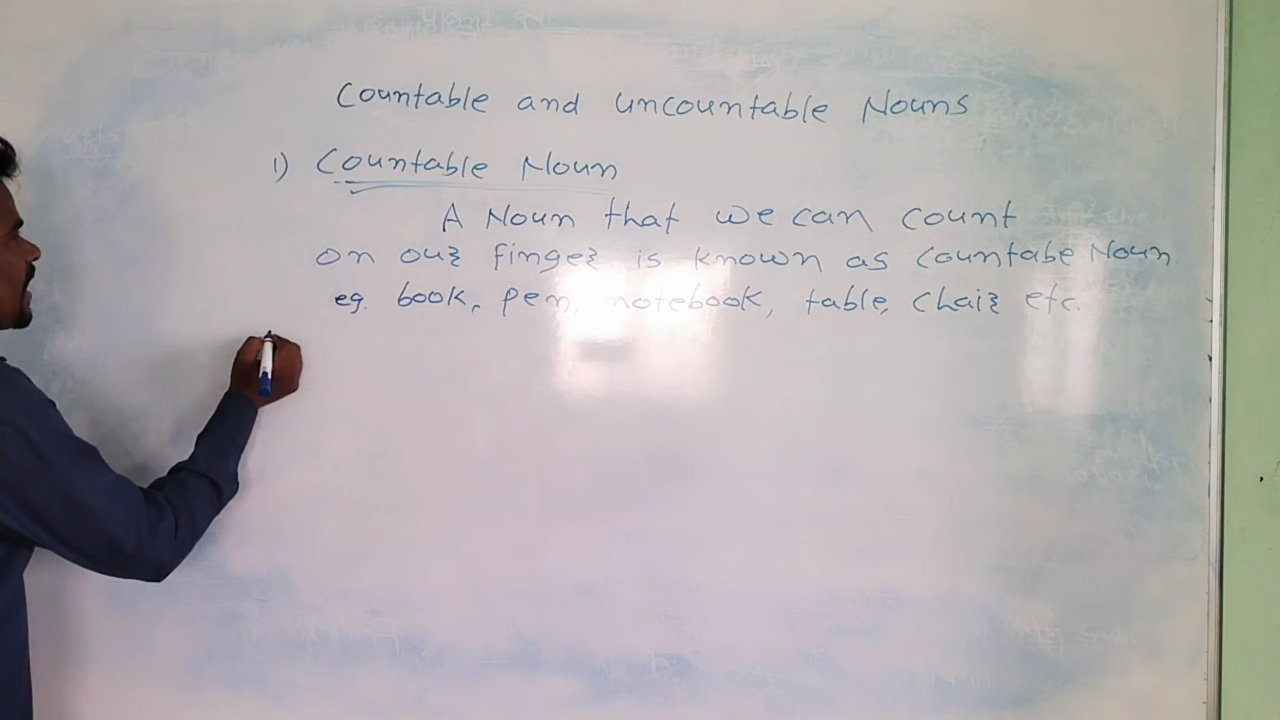 Countable and uncountable Nouns
1) Countable Noun
A Noun that we can count
on our finger is known as Countabe Noun
eg. book, pen, notebook, table, Chair etc.